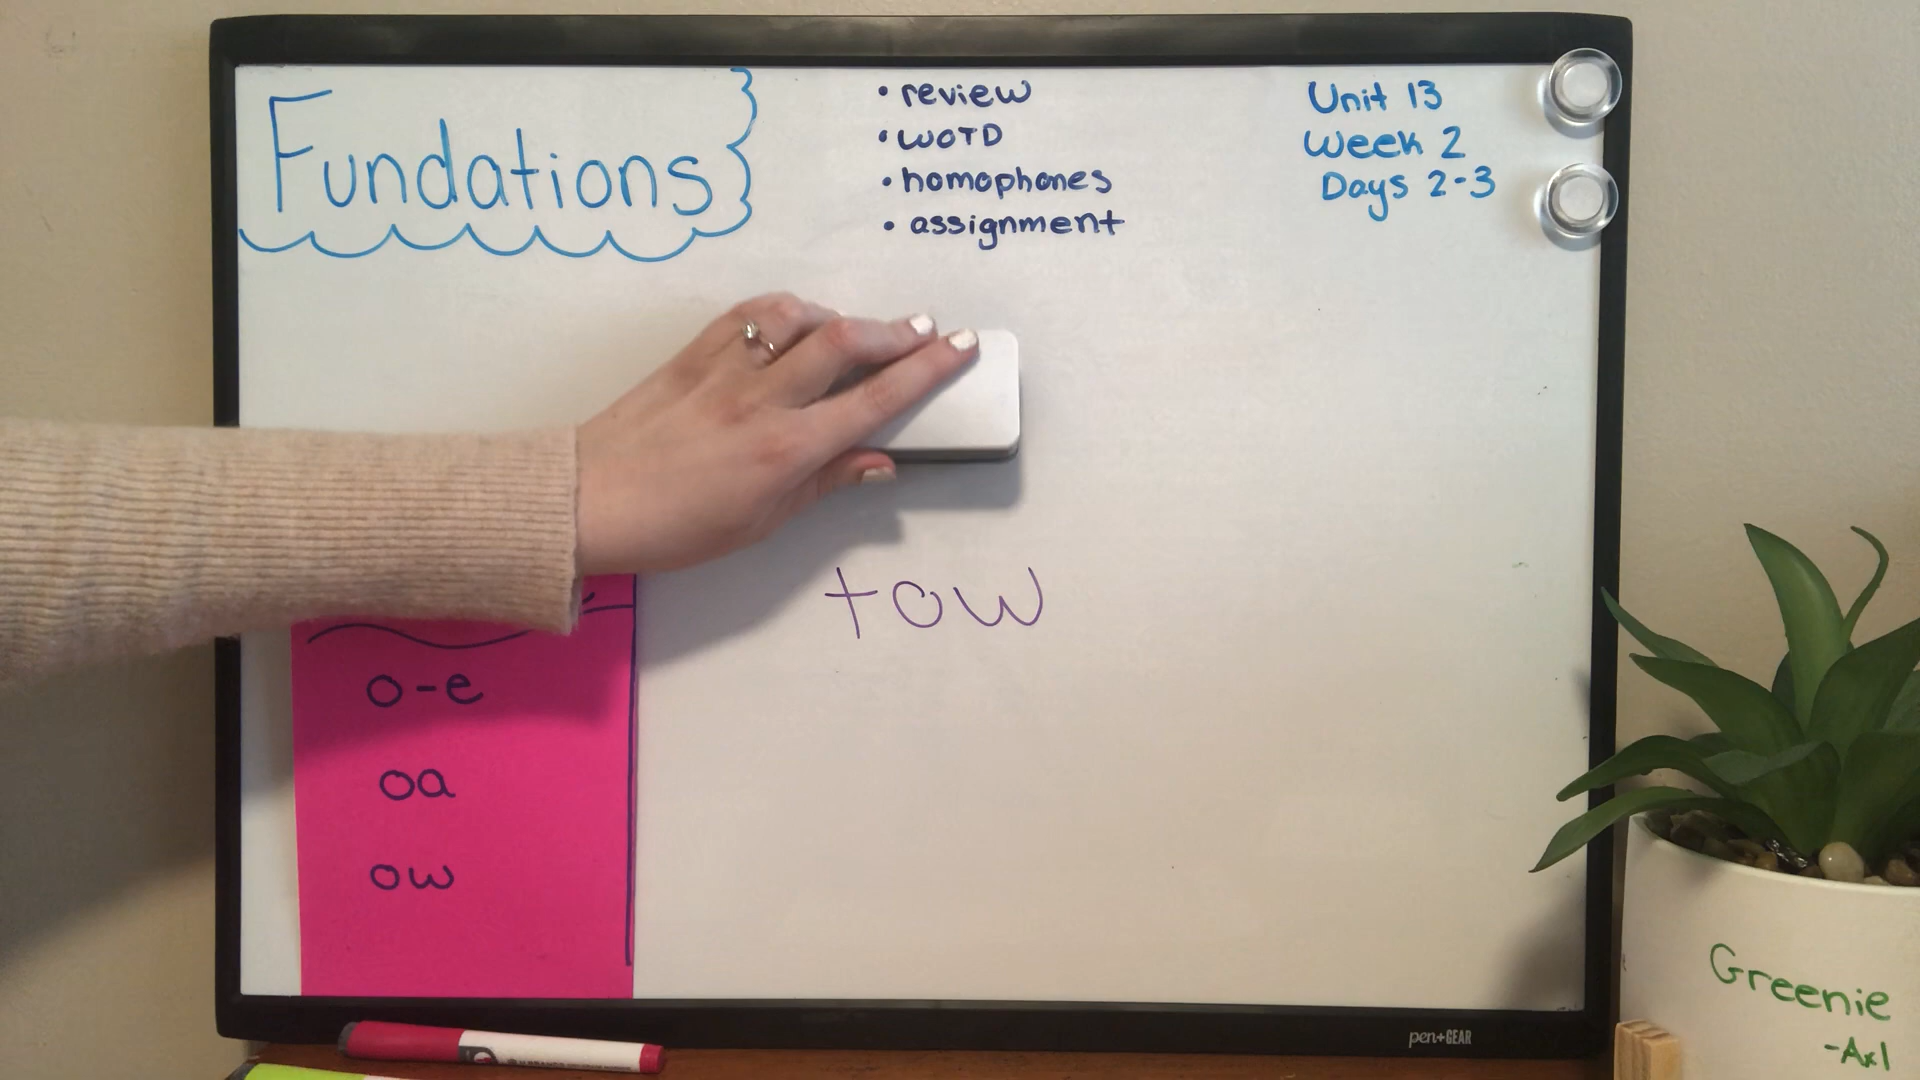 Fundations
• review
• WOTD
• homophones
• assignment
Unit 13
Week 2
Days 2-3
tow
o-e
oa
ow
pen+GEAR
Greenie
-Axl